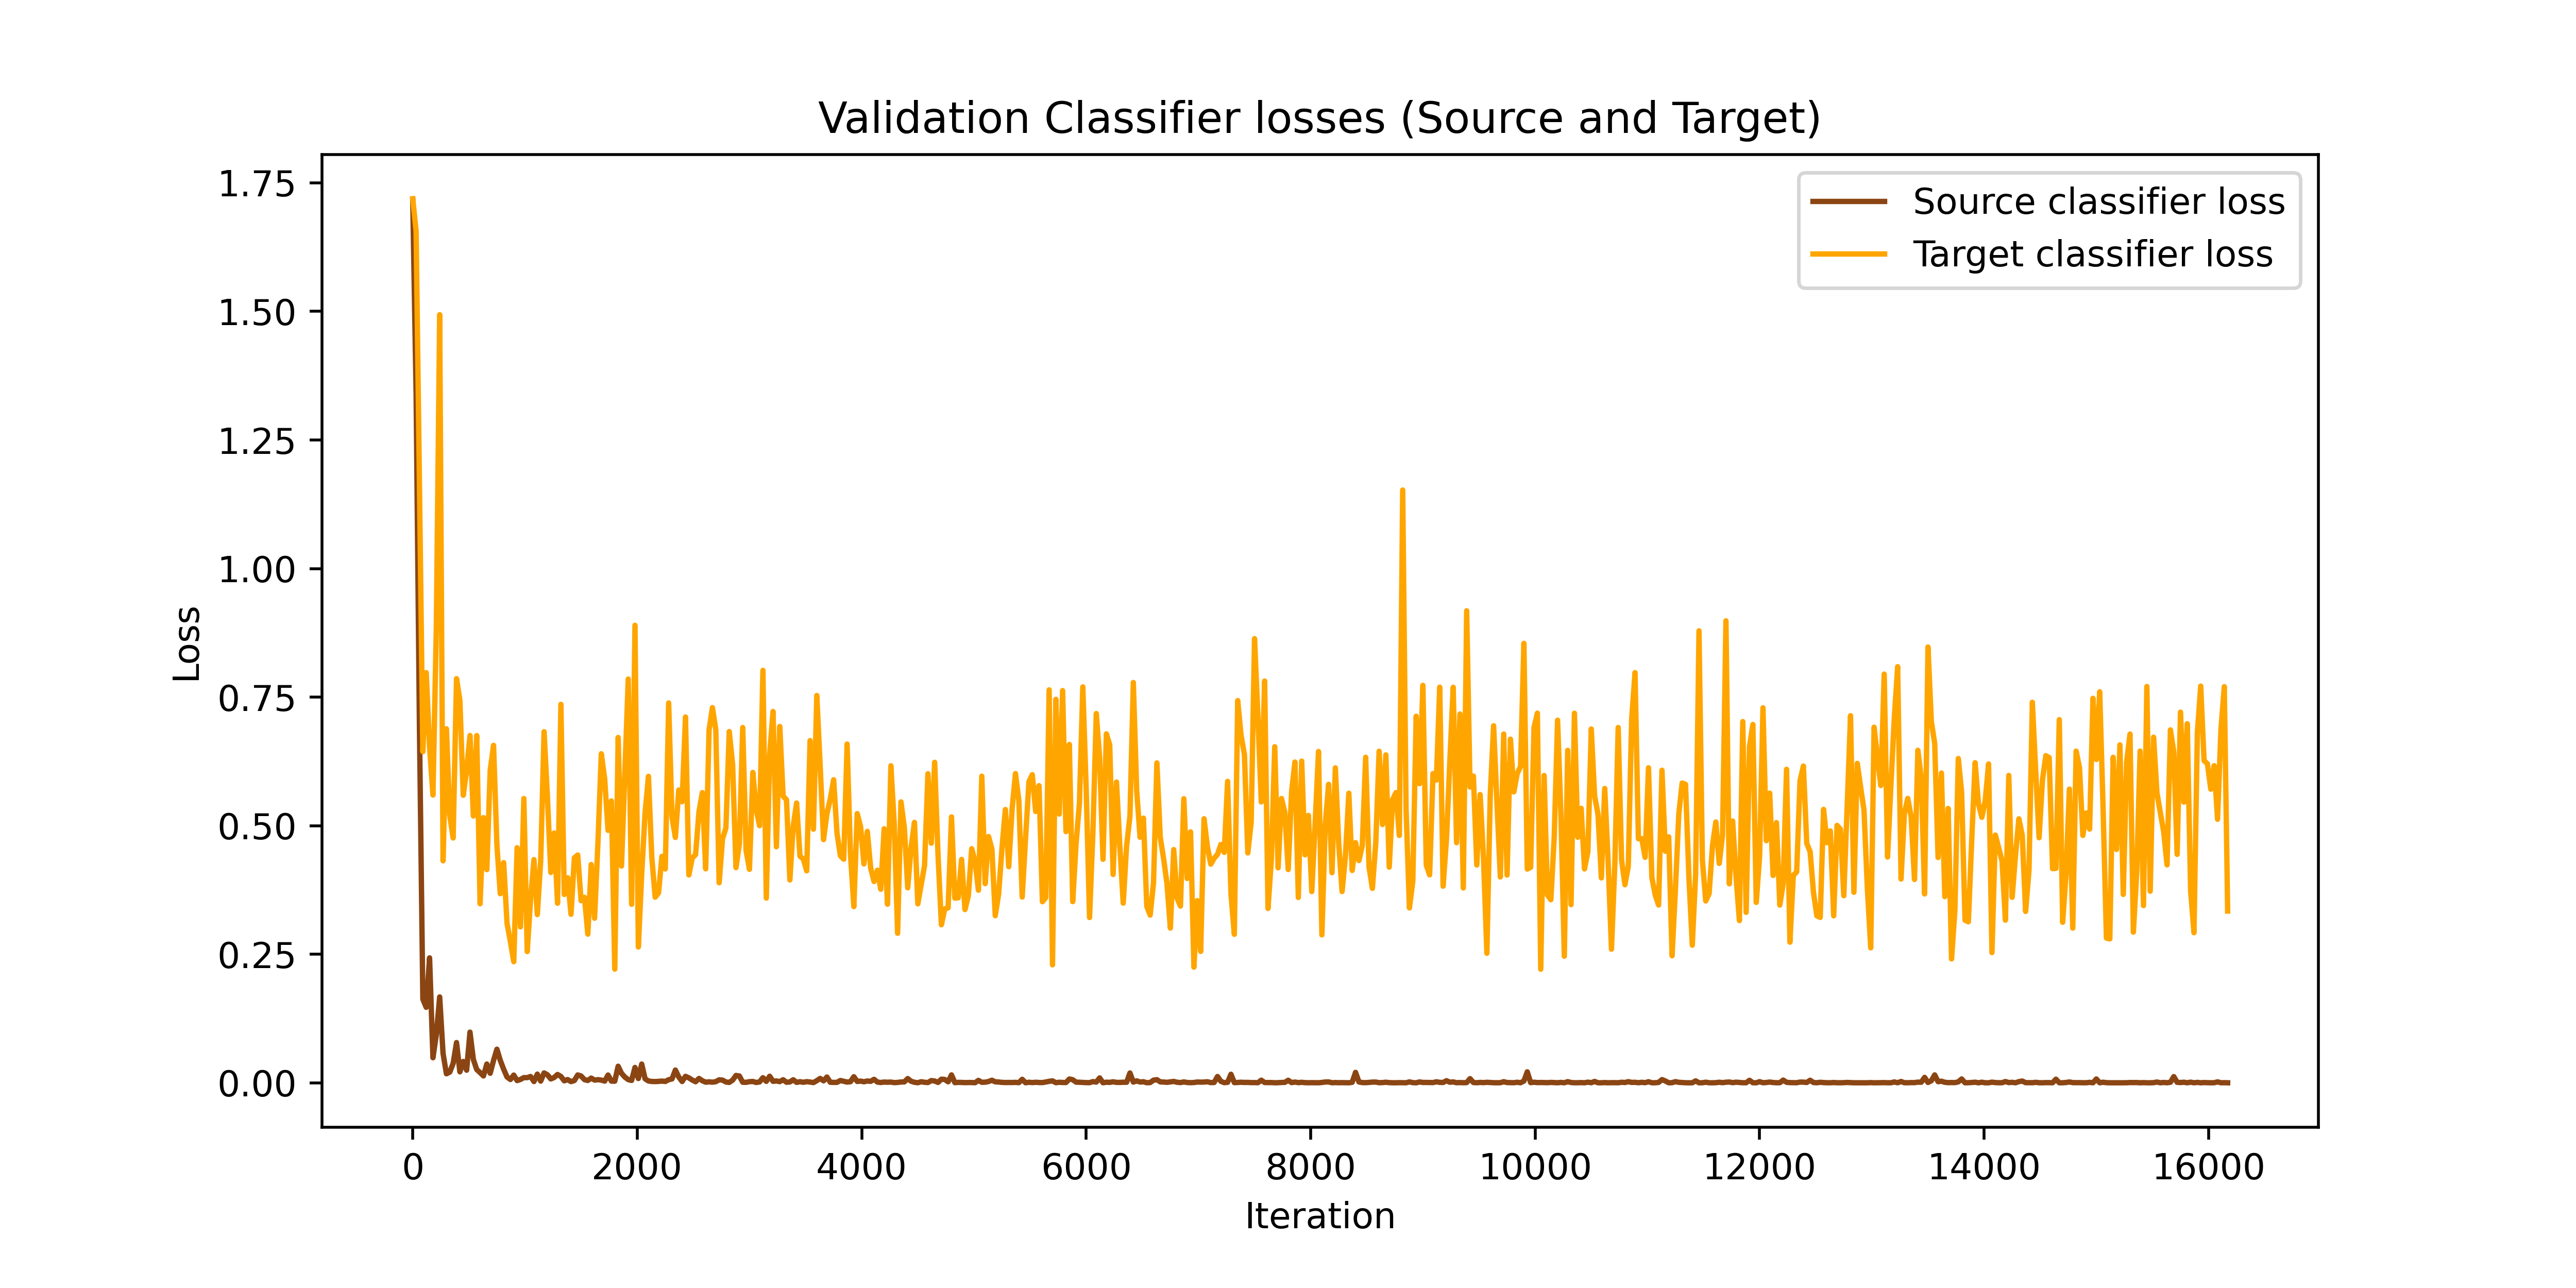 Validation Classifier losses (Source and Target)
1.75
1.50
1.25
1.00
0.75
0.50
0.25
0.00
Loss
Source classifier loss
Target classifier loss
0 2000 4000 6000 8000 10000 12000 14000 16000
Iteration